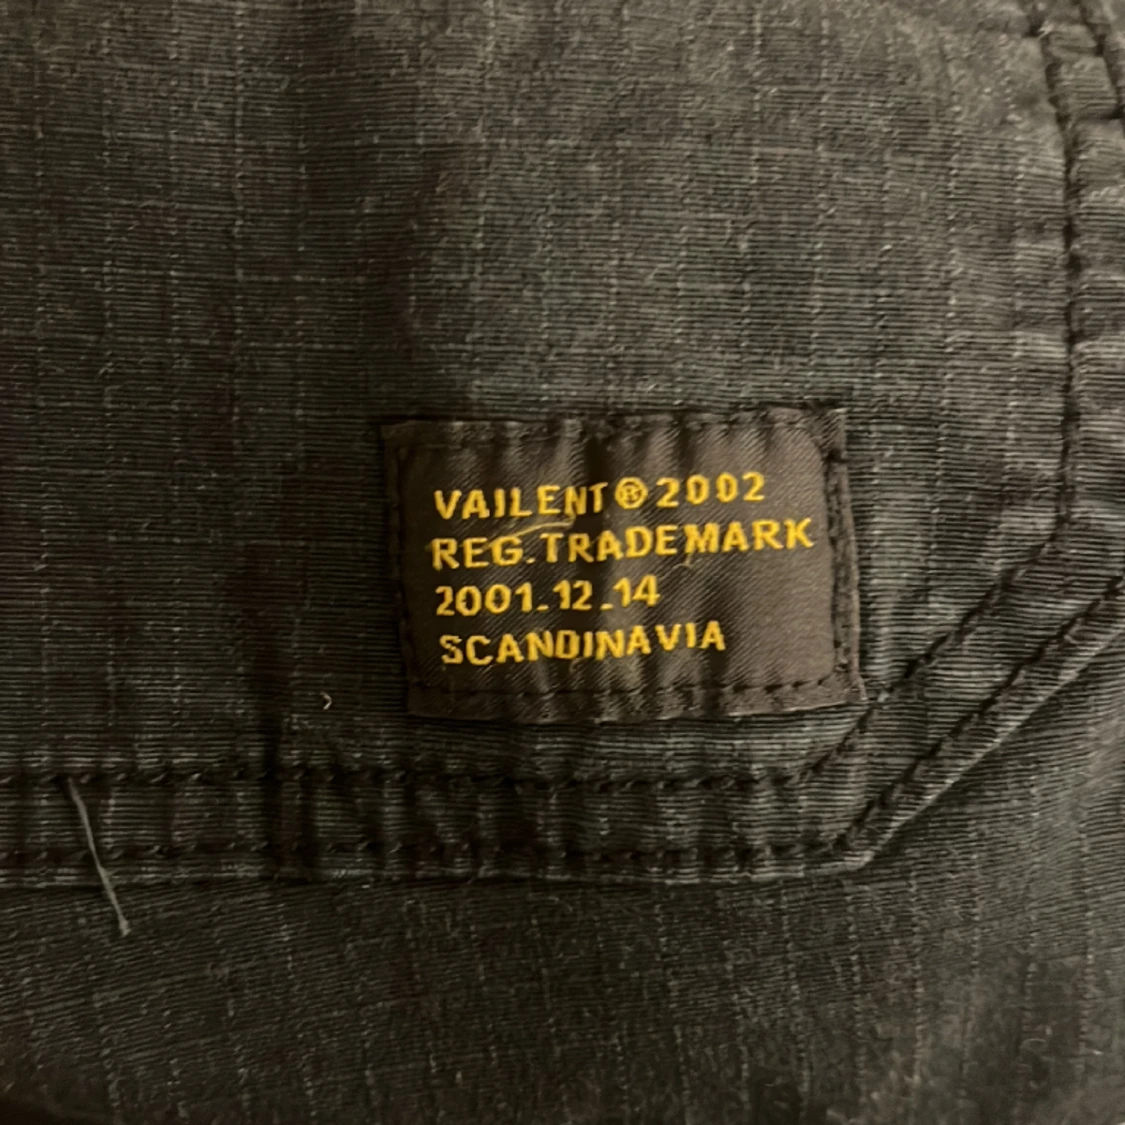 VAILENT®2002
REG.TRADEMARK
2001.12.14
SCANDINAVIA